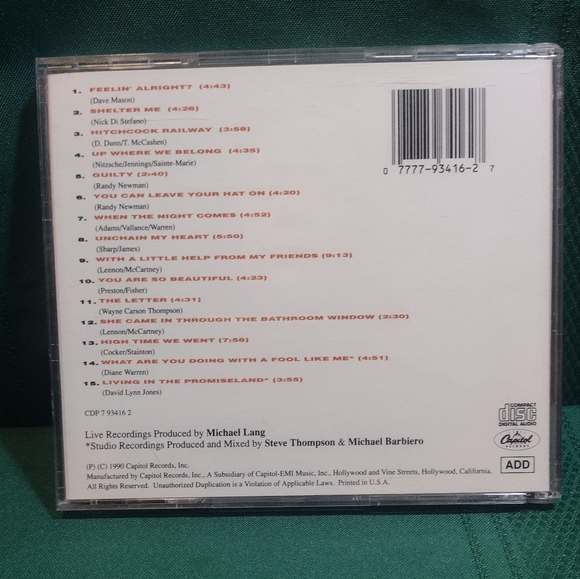 1. FEELIN' ALRIGHT? (4:43)
(Dave Mason)
2. SHELTER ME (4:26)
(Nick Di Stefano)
3. HITCHCOCK RAILWAY (3:58)
(D. Dunn/T. McCashen)
4. UP WHERE WE BELONG (4:35)
(Nitzsche/Jennings/Sainte-Marie)
5. GUILTY (2:40)
(Randy Newman)
6. YOU CAN LEAVE YOUR HAT ON (4:20)
(Randy Newman)
7. WHEN THE NIGHT COMES (4:52)
(Adams/Vallance/Warren)
8. UNCHAIN MY HEART (5:50)
(Sharp/James)
9. WITH A LITTLE HELP FROM MY FRIENDS (9:13)
(Lennon/McCartney)
10. YOU ARE SO BEAUTIFUL (4:23)
(Preston/Fisher)
11. THE LETTER (4:31)
(Wayne Carson Thompson)
12. SHE CAME IN THROUGH THE BATHROOM WINDOW (2:30)
(Lennon/McCartney)
13. HIGH TIME WE WENT (7:58)
(Cocker/Stainton)
14. WHAT ARE YOU DOING WITH A FOOL LIKE ME* (4:51)
(Diane Warren)
15. LIVING IN THE PROMISELAND* (3:55)
(David Lynn Jones)
0 7777-93416-2 7
CDP 7 93416 2
Live Recordings Produced by Michael Lang
*Studio Recordings Produced and Mixed by Steve Thompson & Michael Barbiero
(P) (C) 1990 Capitol Records, Inc.
Manufactured by Capitol Records, Inc., A Subsidiary of Capitol-EMI Music, Inc., Hollywood and Vine Streets, Hollywood, California.
All Rights Reserved. Unauthorized Duplication is a Violation of Applicable Laws. Printed in U.S.A.
COMPACT
disc
DIGITAL AUDIO
Capitol
RECORDS
ADD